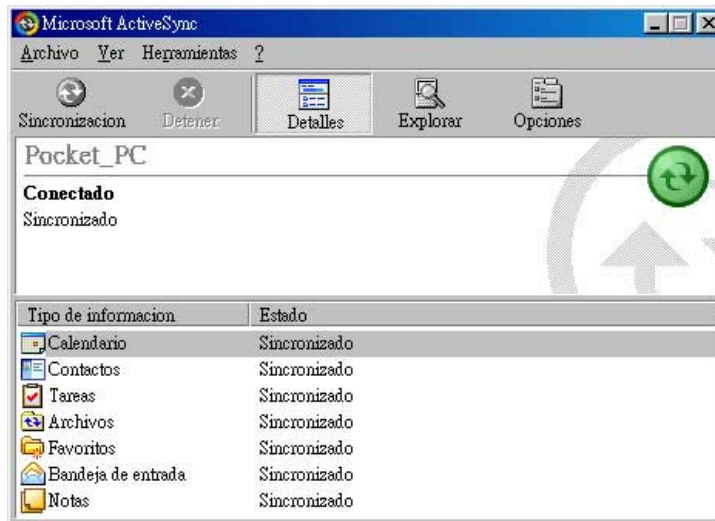 Microsoft ActiveSync
Archivo Ver Herramientas ?
Sincronizacion Detener Detalles Explorar Opciones
Pocket_PC
Conectado
Sincronizado
Tipo de informacion Estado
Calendario Sincronizado
Contactos Sincronizado
Tareas Sincronizado
Archivos Sincronizado
Favoritos Sincronizado
Bandeja de entrada Sincronizado
Notas Sincronizado